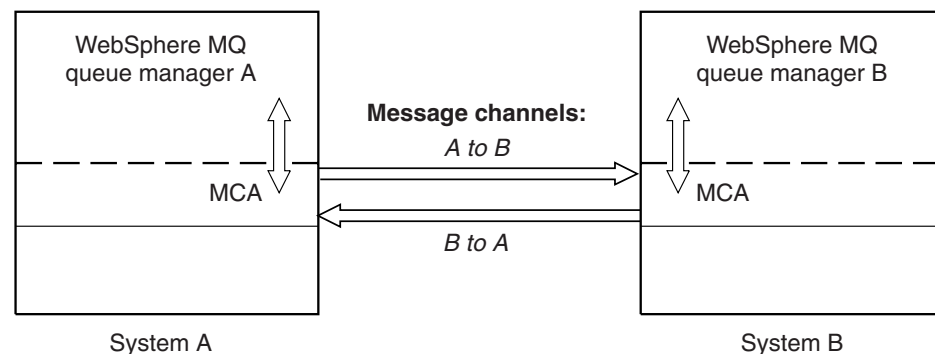 WebSphere MQ
queue manager A
WebSphere MQ
queue manager B
Message channels:
A to B
MCA
MCA
B to A
System A
System B